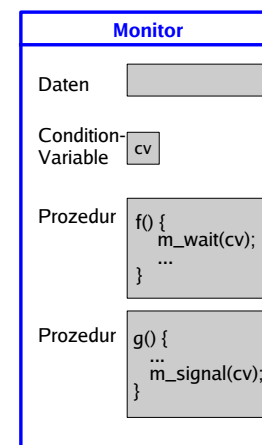 Monitor
Daten
Condition-
Variable
cv
Prozedur
f() {
m_wait(cv);
...
}
Prozedur
g() {
...
m_signal(cv);
}